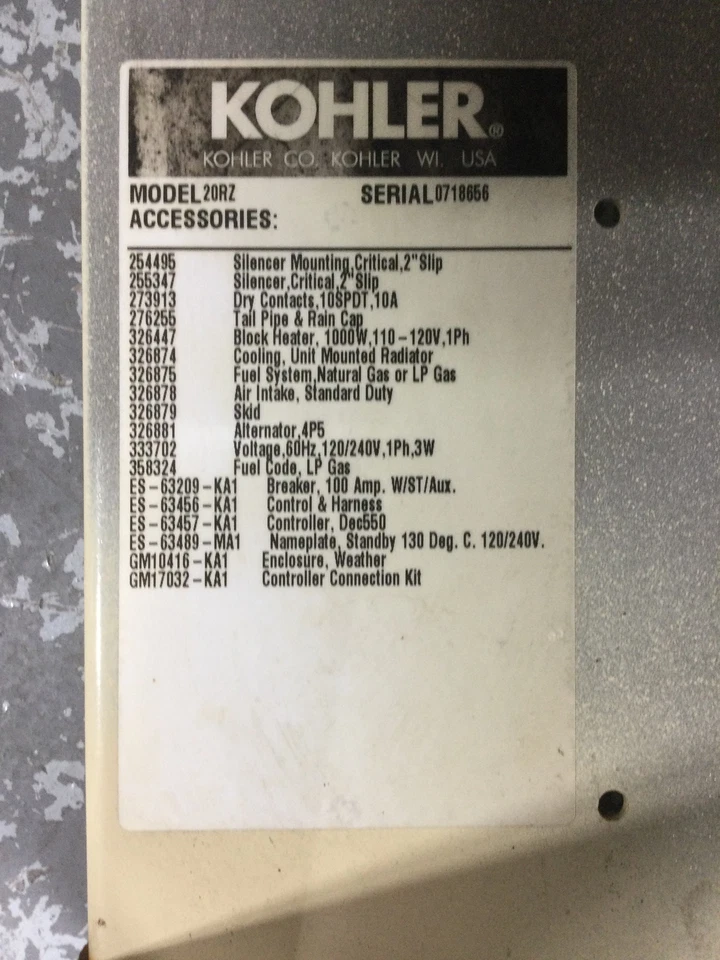 KOHLER®
KOHLER CO. KOHLER WI. USA
MODEL 20RZ SERIAL 0718656
ACCESSORIES:
254495 Silencer Mounting,Critical,2"Slip
255347 Silencer,Critical,2"Slip
273913 Dry Contacts,10SPDT,10A
276255 Tail Pipe & Rain Cap
326447 Block Heater, 1000W,110-120V,1Ph
326874 Cooling, Unit Mounted Radiator
326875 Fuel System,Natural Gas or LP Gas
326878 Air Intake, Standard Duty
326879 Skid
326881 Alternator,4P5
333702 Voltage,60Hz,120/240V,1Ph,3W
358324 Fuel Code, LP Gas
ES-63209-KA1 Breaker, 100 Amp. W/ST/Aux.
ES-63456-KA1 Control & Harness
ES-63457-KA1 Controller, Dec550
ES-63489-MA1 Nameplate, Standby 130 Deg. C. 120/240V.
GM10416-KA1 Enclosure, Weather
GM17032-KA1 Controller Connection Kit